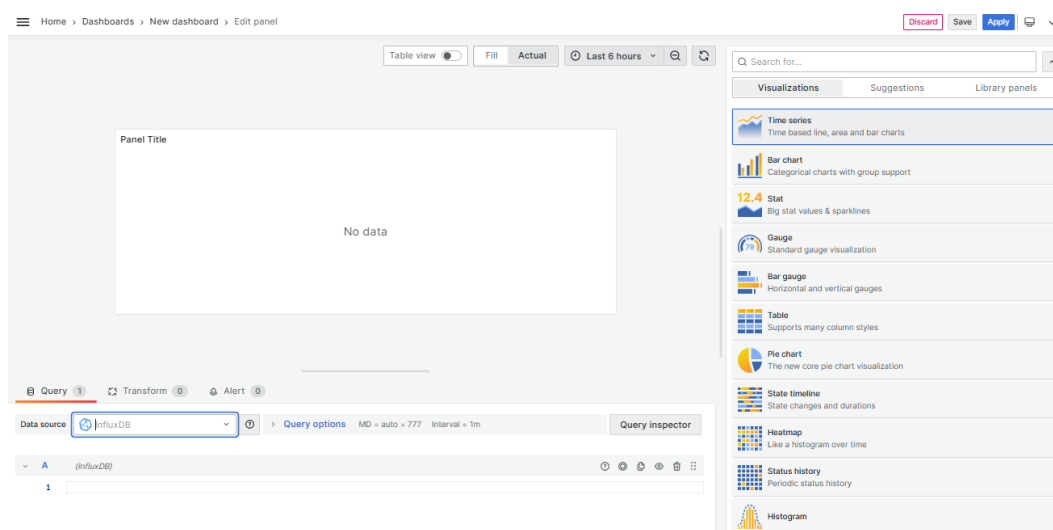 Home › Dashboards › New dashboard › Edit panel
Discard Save Apply
Table view Fill Actual Last 6 hours
Search for...
Visualizations Suggestions Library panels
Panel Title
No data
Time series
Time based line, area and bar charts
Bar chart
Categorical charts with group support
12.4 Stat
Big stat values & sparklines
79 Gauge
Standard gauge visualization
Bar gauge
Horizontal and vertical gauges
Table
Supports many column styles
Pie chart
The new core pie chart visualization
State timeline
State changes and durations
Heatmap
Like a histogram over time
Status history
Periodic status history
Histogram
Query 1 Transform 0 Alert 0
Data source InfluxDB › Query options MD = auto = 777 Interval = 1m Query inspector
A (InfluxDB)
1